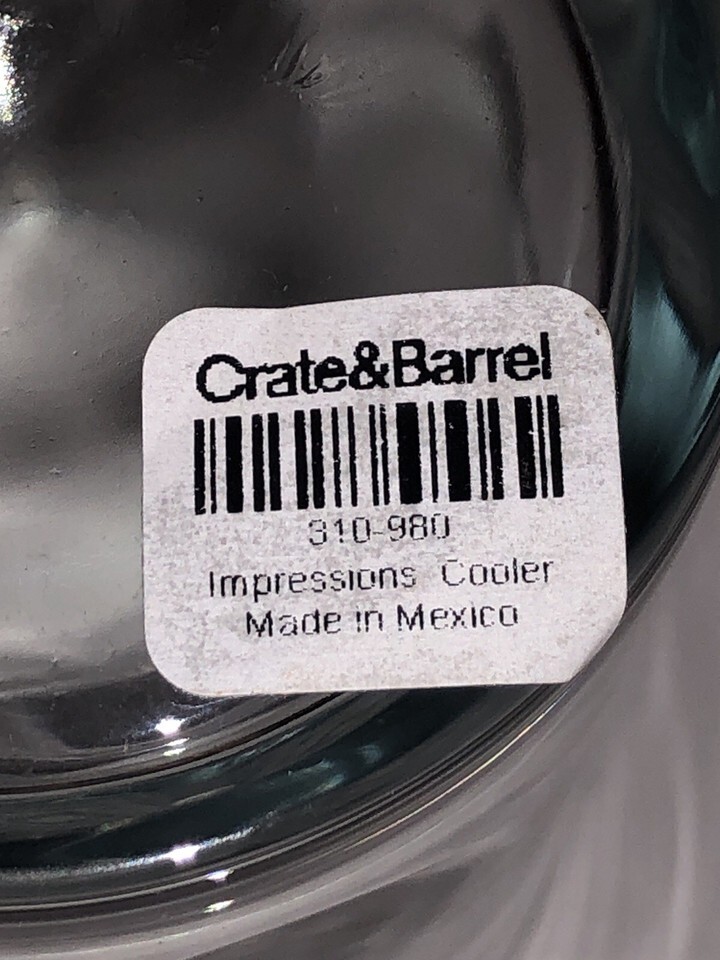 Crate&Barrel
310-980
Impressions Cooler
Made in Mexico